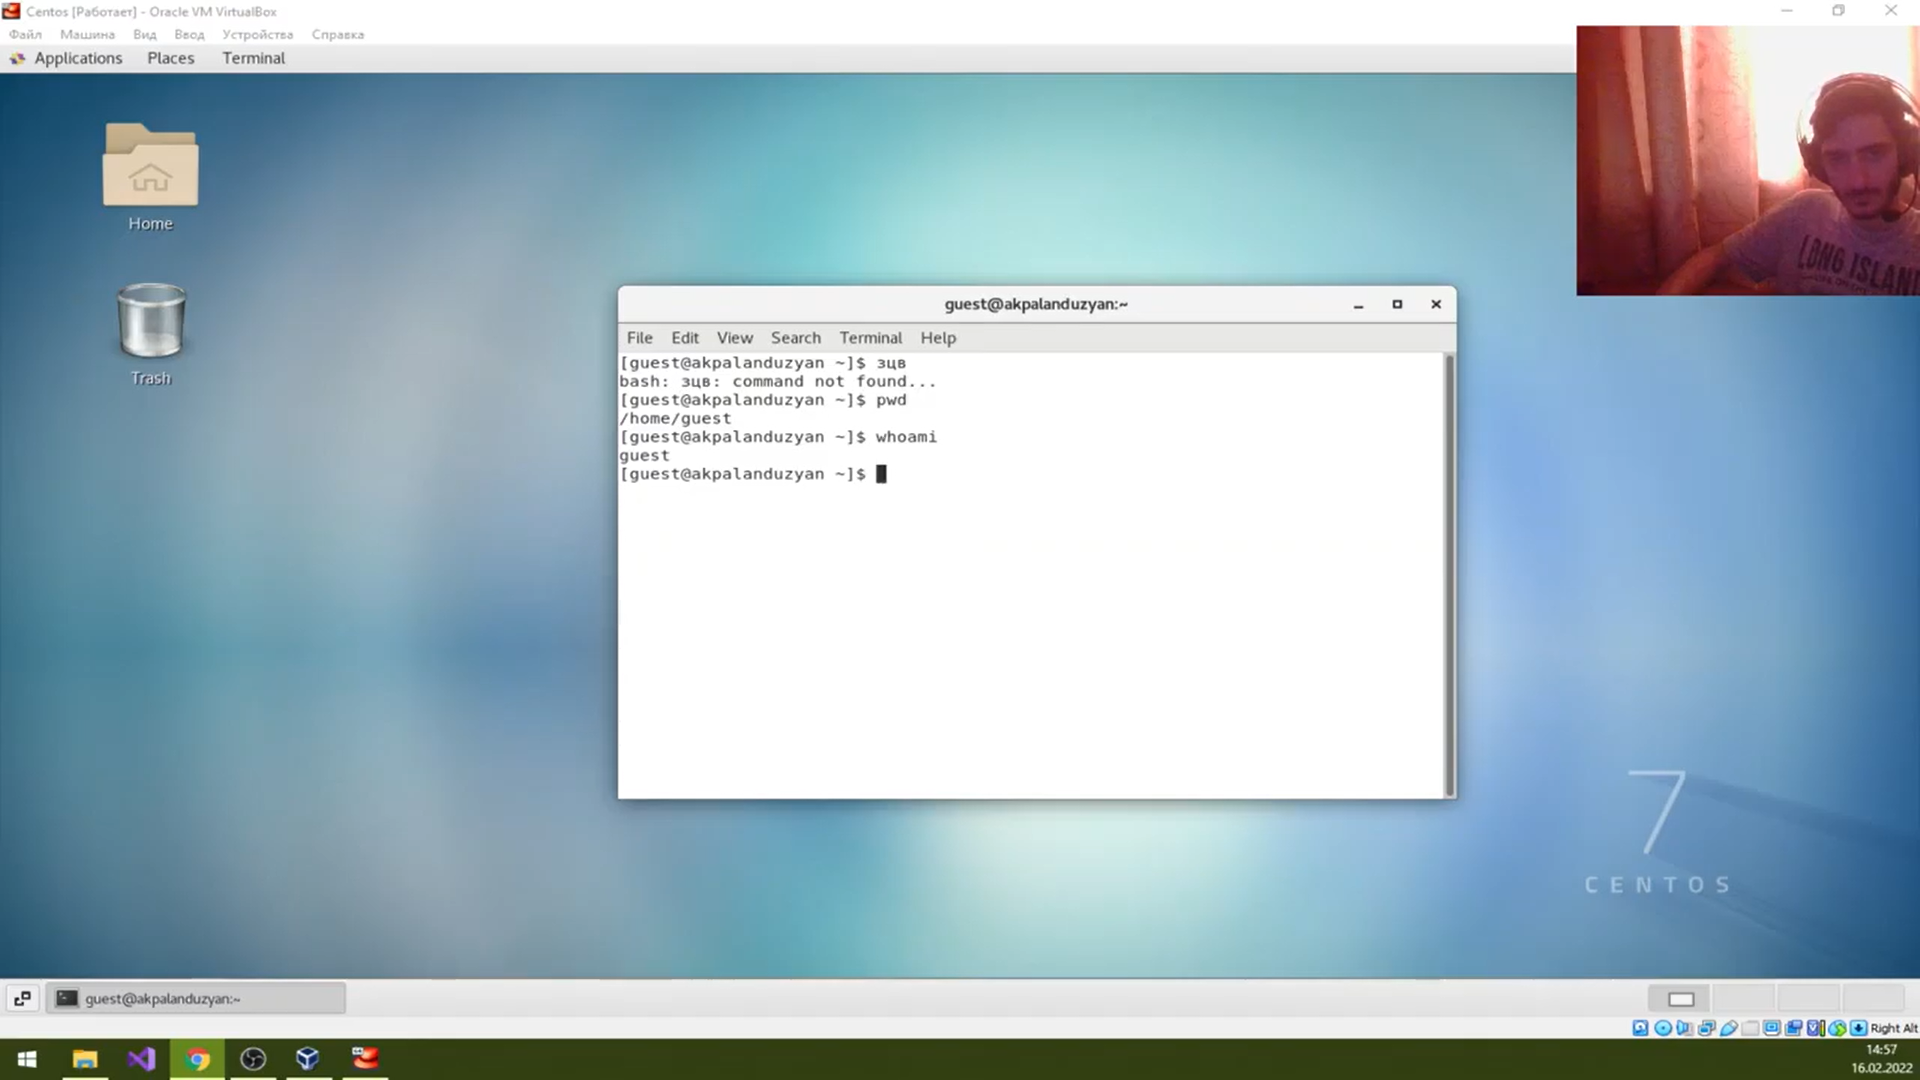 Centos [Работает] - Oracle VM VirtualBox
Файл Машина Вид Ввод Устройства Справка
Applications Places Terminal
Home
Trash
LONG ISLAND
guest@akpalanduzyan:~
File Edit View Search Terminal Help
[guest@akpalanduzyan ~]$ зцв
bash: зцв: command not found...
[guest@akpalanduzyan ~]$ pwd
/home/guest
[guest@akpalanduzyan ~]$ whoami
guest
[guest@akpalanduzyan ~]$
7
CENTOS
guest@akpalanduzyan:~
Right Alt
14:57
16.02.2022